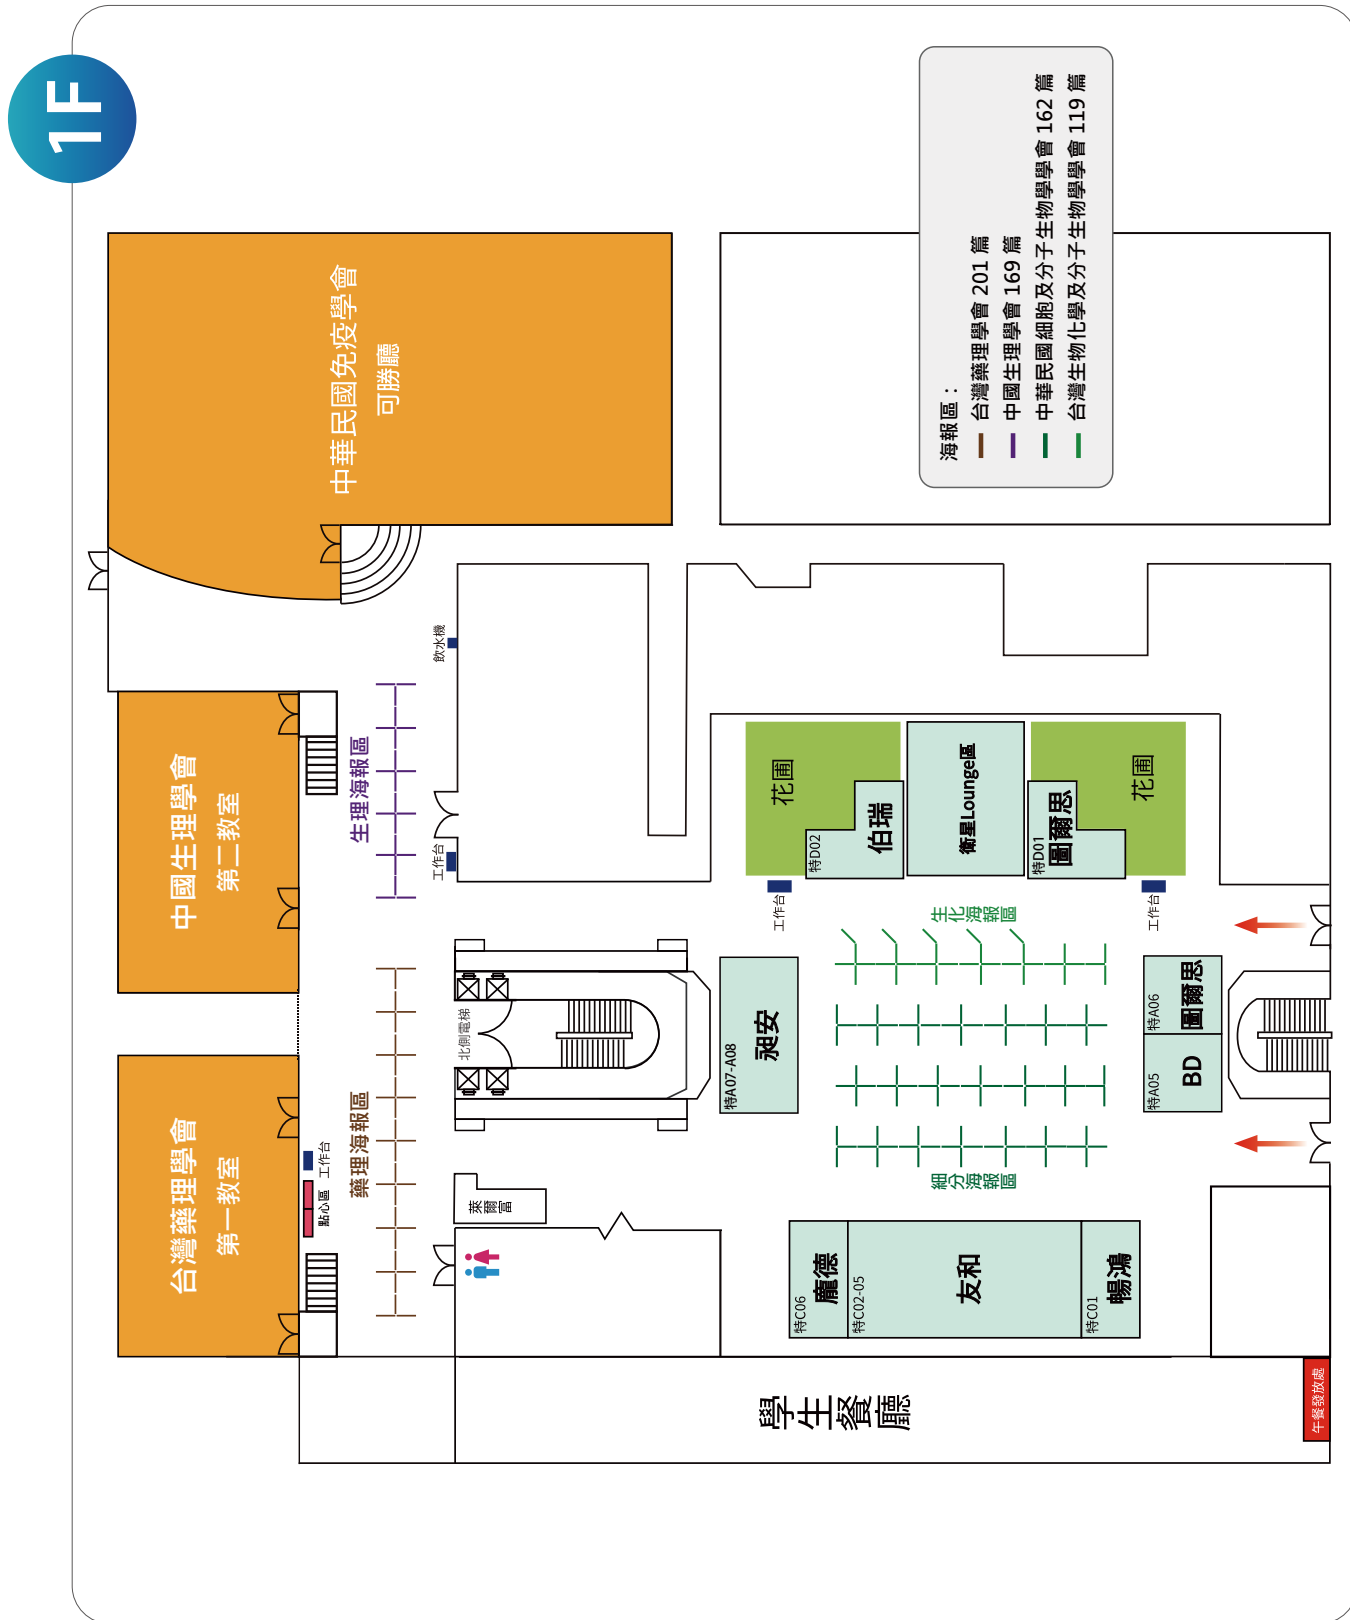 1F
中華民國免疫學會
可勝廳
中國生理學會
第二教室
台灣藥理學會
第一教室
海報區：
台灣藥理學會 201 篇
中國生理學會 169 篇
中華民國細胞及分子生物學學會 162 篇
台灣生物化學及分子生物學學會 119 篇
飲水機
生理海報區
工作台
北側電梯
藥理海報區
工作台
點心區
萊爾富
花圃
特D02
伯瑞
衛星Lounge區
特D01
圖爾思
花圃
工作台
工作台
生化海報區
特A07-A08
昶安
特A06
圖爾思
特A05
BD
細分海報區
特C06
龐德
特C02-05
友和
特C01
暢鴻
學生餐廳
午餐發放處